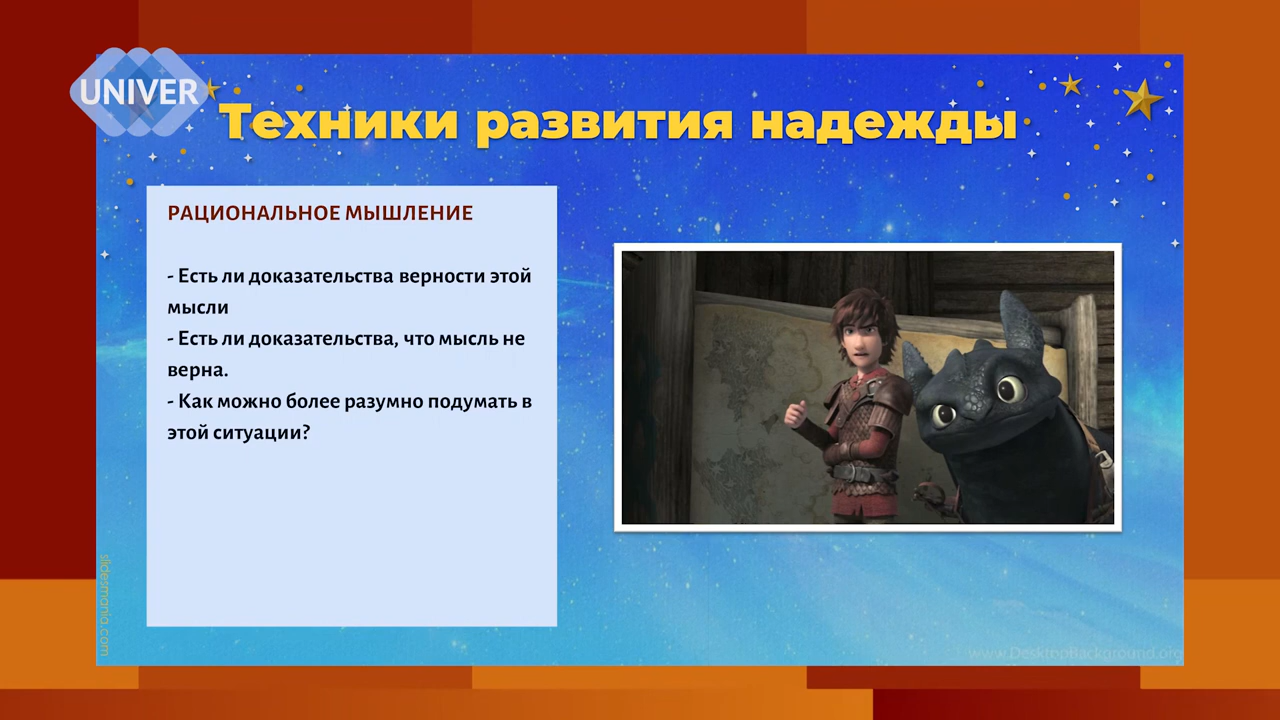 UNIVER
Техники развития надежды
РАЦИОНАЛЬНОЕ МЫШЛЕНИЕ
- Есть ли доказательства верности этой
мысли
- Есть ли доказательства, что мысль не
верна.
- Как можно более разумно подумать в
этой ситуации?
slidesmania.com
www.DesktopBackground.org